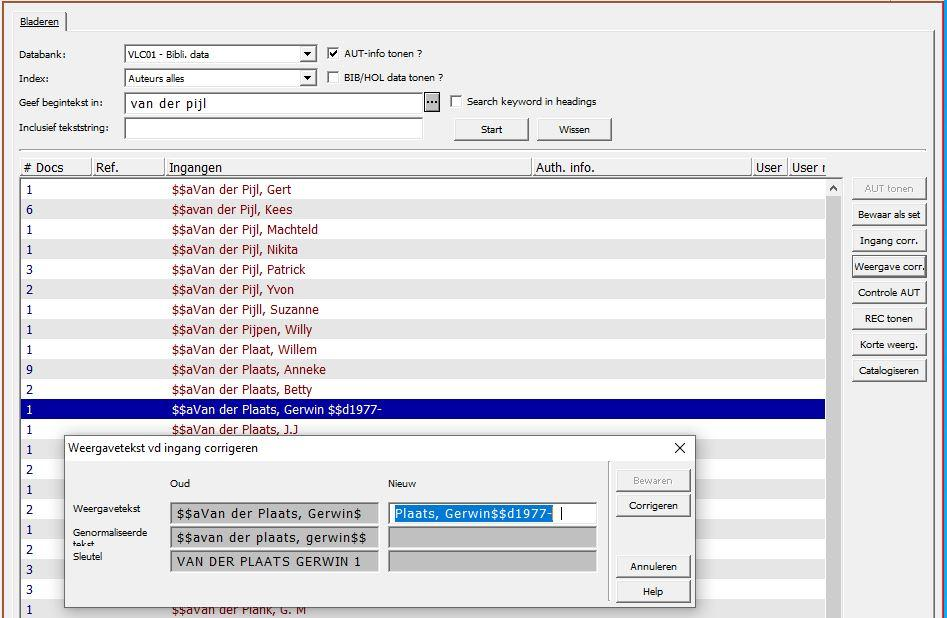 Bladeren
Databank: VLC01 - Bibli. data AUT-info tonen ?
Index: Auteurs alles BIB/HOL data tonen ?
Geef begintekst in: van der pijl ... Search keyword in headings
Inclusief tekststring: Start Wissen
# Docs Ref. Ingangen Auth. info. User User r
1 $$aVan der Pijl, Gert AUT tonen
6 $$avan der Pijl, Kees Bewaar als set
1 $$aVan der Pijl, Machteld
1 $$aVan der Pijl, Nikita Ingang corr.
3 $$aVan der Pijl, Patrick Weergave corr.
2 $$aVan der Pijl, Yvon Controle AUT
1 $$aVan der Pijll, Suzanne REC tonen
1 $$aVan der Pijpen, Willy
1 $$aVan der Plaat, Willem Korte weerg.
9 $$aVan der Plaats, Anneke Catalogiseren
2 $$aVan der Plaats, Betty
1 $$aVan der Plaats, Gerwin $$d1977-
1 $$aVan der Plaats, J.J
1 Weergavetekst vd ingang corrigeren
2 Oud Nieuw Bewaren
1
2 Weergavetekst $$aVan der Plaats, Gerwin$ Plaats, Gerwin$$d1977- Corrigeren
1 Genormaliseerde tekst $$avan der plaats, gerwin$$
2 Sleutel VAN DER PLAATS GERWIN 1
3 Annuleren
3 Help
1 $$aVan der Plank, G. M